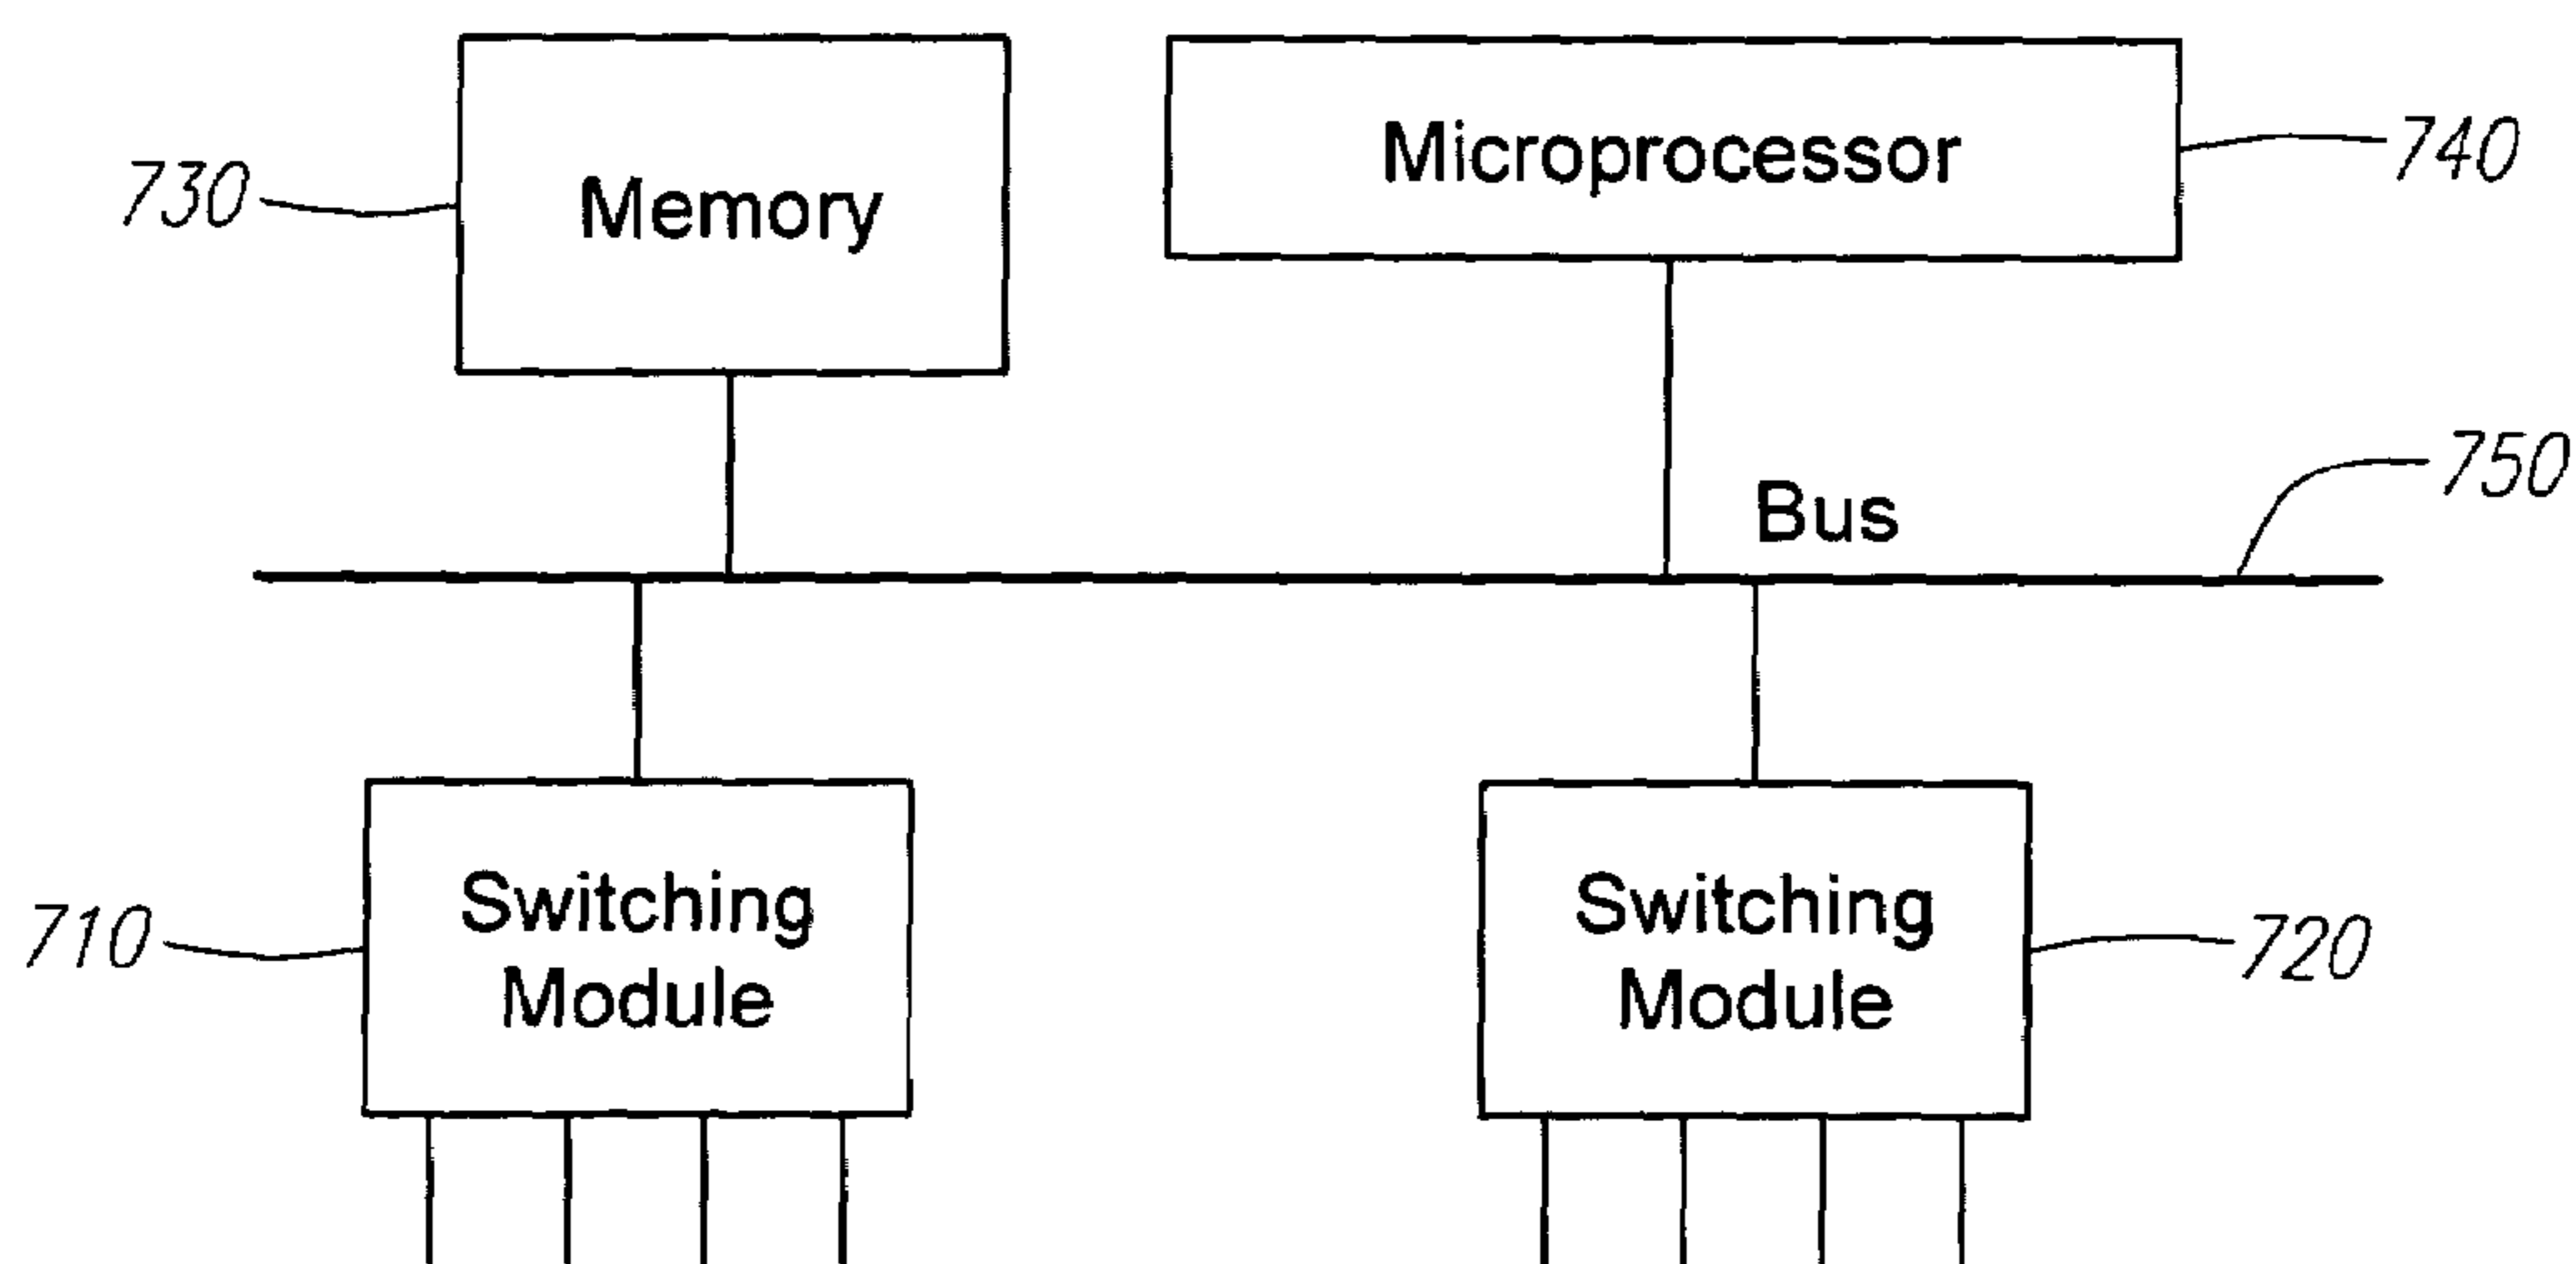 730
Memory
Microprocessor
740
Bus
750
710
Switching
Module
Switching
Module
720